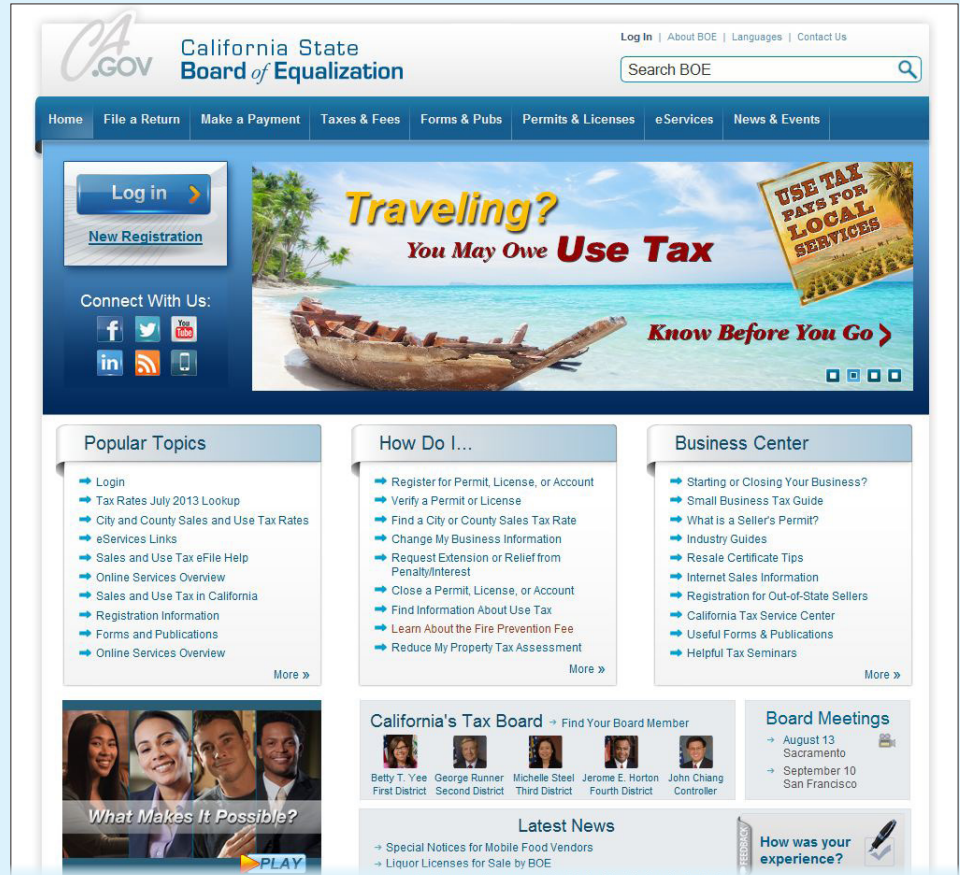 CA
.GOV
California State
Board of Equalization
Log In | About BOE | Languages | Contact Us
Search BOE
Home File a Return Make a Payment Taxes & Fees Forms & Pubs Permits & Licenses eServices News & Events
Log in
New Registration
Connect With Us:
f
You
Tube
in
Traveling?
You May Owe Use Tax
USE TAX
PAYS FOR
LOCAL
SERVICES
Know Before You Go
Popular Topics
Login
Tax Rates July 2013 Lookup
City and County Sales and Use Tax Rates
eServices Links
Sales and Use Tax eFile Help
Online Services Overview
Sales and Use Tax in California
Registration Information
Forms and Publications
Online Services Overview
More »
How Do I...
Register for Permit, License, or Account
Verify a Permit or License
Find a City or County Sales Tax Rate
Change My Business Information
Request Extension or Relief from
Penalty/Interest
Close a Permit, License, or Account
Find Information About Use Tax
Learn About the Fire Prevention Fee
Reduce My Property Tax Assessment
More »
Business Center
Starting or Closing Your Business?
Small Business Tax Guide
What is a Seller's Permit?
Industry Guides
Resale Certificate Tips
Internet Sales Information
Registration for Out-of-State Sellers
California Tax Service Center
Useful Forms & Publications
Helpful Tax Seminars
More »
What Makes It Possible?
PLAY
California's Tax Board → Find Your Board Member
Betty T. Yee George Runner Michelle Steel Jerome E. Horton John Chiang
First District Second District Third District Fourth District Controller
Board Meetings
August 13
Sacramento
September 10
San Francisco
Latest News
Special Notices for Mobile Food Vendors
Liquor Licenses for Sale by BOE
FEEDBACK
How was your
experience?